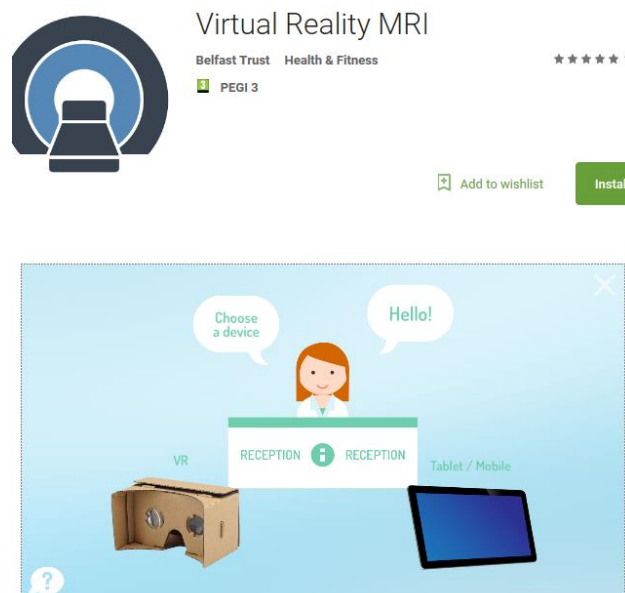 Virtual Reality MRI
Belfast Trust Health & Fitness
3 PEGI 3
Add to wishlist
Choose
a device
Hello!
RECEPTION i RECEPTION
VR
Tablet / Mobile
?